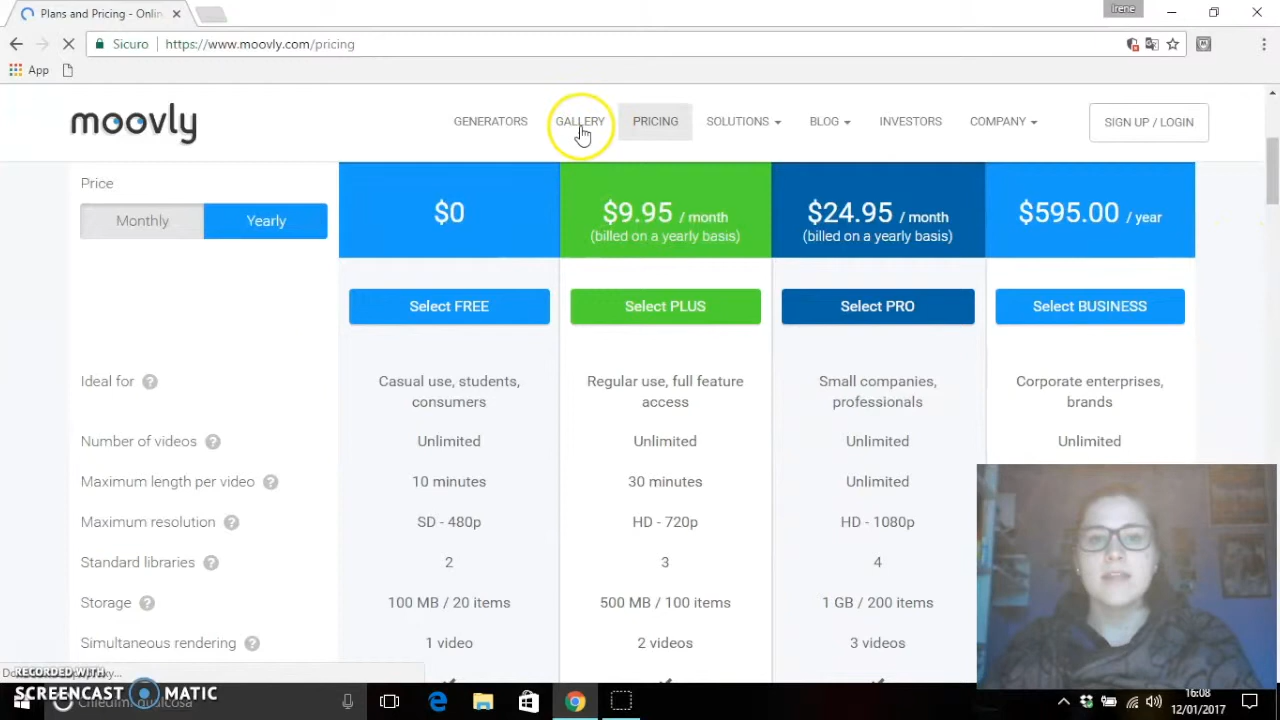 Plans and Pricing - Onlin
Irene
Sicuro
https://www.moovly.com/pricing
App
moovly
GENERATORS
GALLERY
PRICING
SOLUTIONS
BLOG
INVESTORS
COMPANY
SIGN UP / LOGIN
Price
Monthly
Yearly
$0
$9.95 / month
(billed on a yearly basis)
$24.95 / month
(billed on a yearly basis)
$595.00 / year
Select FREE
Select PLUS
Select PRO
Select BUSINESS
Ideal for ?
Casual use, students,
consumers
Regular use, full feature
access
Small companies,
professionals
Corporate enterprises,
brands
Number of videos ?
Unlimited
Unlimited
Unlimited
Unlimited
Maximum length per video ?
10 minutes
30 minutes
Unlimited
Maximum resolution ?
SD - 480p
HD - 720p
HD - 1080p
Standard libraries ?
2
3
4
Storage ?
100 MB / 20 items
500 MB / 100 items
1 GB / 200 items
Simultaneous rendering ?
1 video
2 videos
3 videos
RECORDED WITH
SCREENCAST MATIC
Chiedimi qualcosa
16:08
12/01/2017